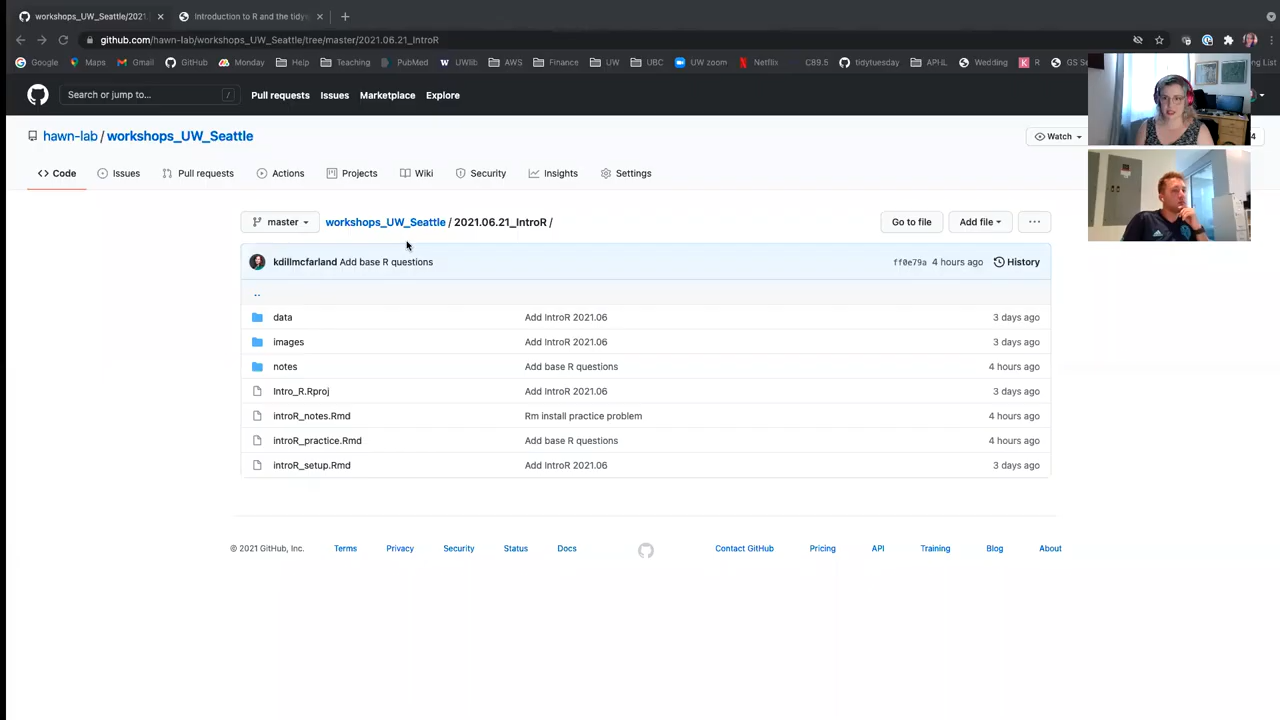 workshops_UW_Seattle/2021.
Introduction to R and the tidy
github.com/hawn-lab/workshops_UW_Seattle/tree/master/2021.06.21_IntroR
Google Maps Gmail GitHub Monday Help Teaching PubMed UWlib AWS Finance UW UBC UW zoom Netflix C89.5 tidytuesday APHL Wedding R GS S ng List
Search or jump to... /
Pull requests Issues Marketplace Explore
hawn-lab / workshops_UW_Seattle
Watch
4
<> Code Issues Pull requests Actions Projects Wiki Security Insights Settings
master
workshops_UW_Seattle / 2021.06.21_IntroR /
Go to file Add file ...
kdillmcfarland Add base R questions ff0e79a 4 hours ago History
..
data Add IntroR 2021.06 3 days ago
images Add IntroR 2021.06 3 days ago
notes Add base R questions 4 hours ago
Intro_R.Rproj Add IntroR 2021.06 3 days ago
introR_notes.Rmd Rm install practice problem 4 hours ago
introR_practice.Rmd Add base R questions 4 hours ago
introR_setup.Rmd Add IntroR 2021.06 3 days ago
© 2021 GitHub, Inc. Terms Privacy Security Status Docs Contact GitHub Pricing API Training Blog About